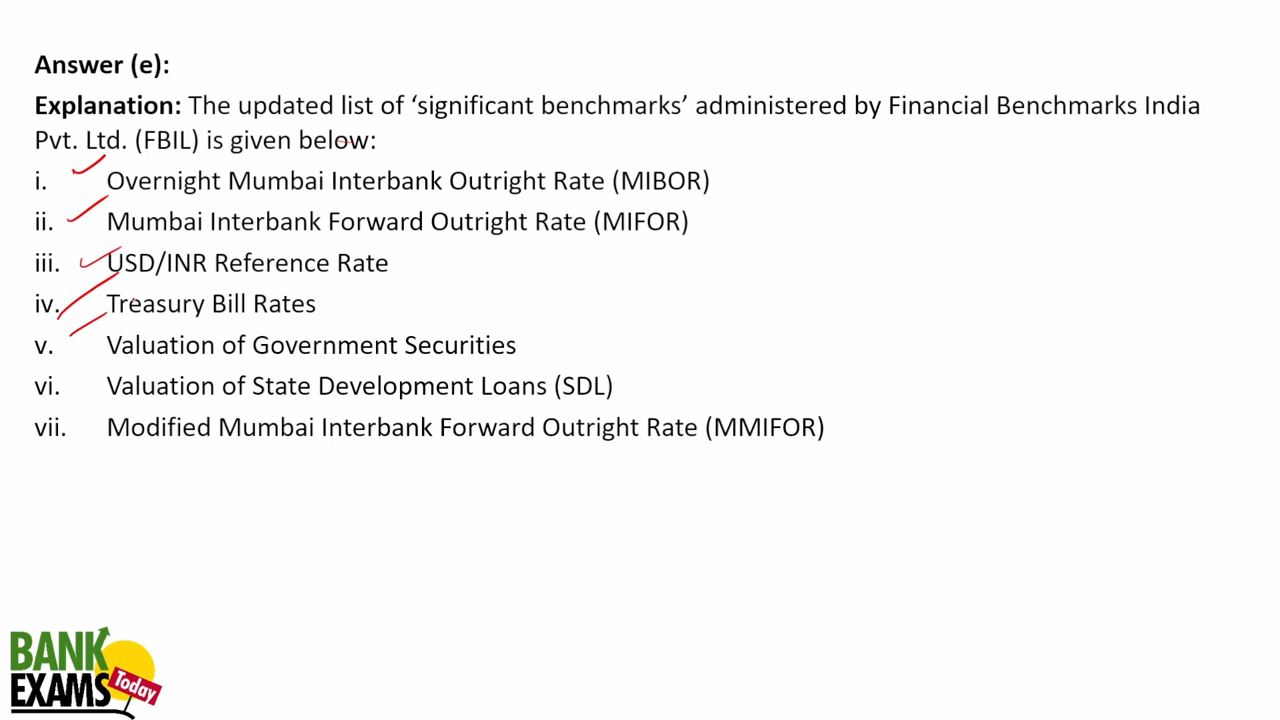 Answer (e):
Explanation: The updated list of ‘significant benchmarks’ administered by Financial Benchmarks India
Pvt. Ltd. (FBIL) is given below:
i. Overnight Mumbai Interbank Outright Rate (MIBOR)
ii. Mumbai Interbank Forward Outright Rate (MIFOR)
iii. USD/INR Reference Rate
iv. Treasury Bill Rates
v. Valuation of Government Securities
vi. Valuation of State Development Loans (SDL)
vii. Modified Mumbai Interbank Forward Outright Rate (MMIFOR)
BANK
EXAMS Today